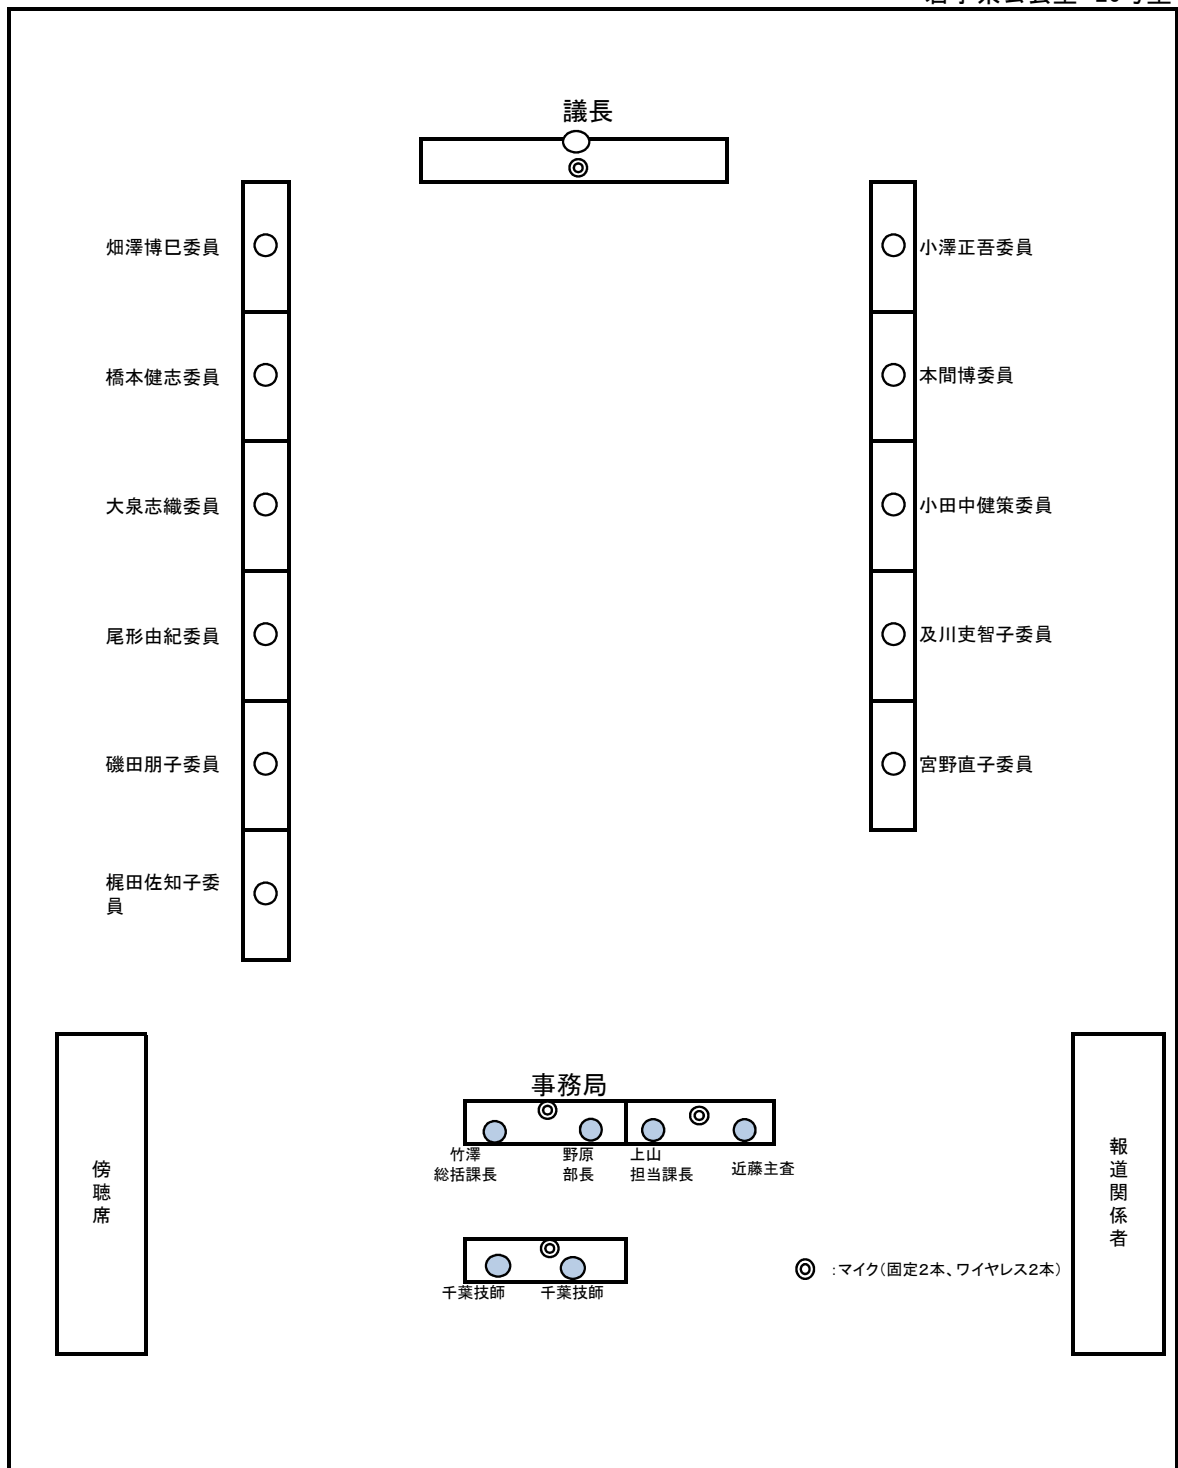 議長
畑澤博巳委員
小澤正吾委員
橋本健志委員
本間博委員
大泉志織委員
小田中健策委員
尾形由紀委員
及川吏智子委員
磯田朋子委員
宮野直子委員
梶田佐知子委
員
事務局
竹澤
総括課長
野原
部長
上山
担当課長
近藤主査
千葉技師
千葉技師
:マイク(固定2本、ワイヤレス2本)
傍聴席
報道関係者